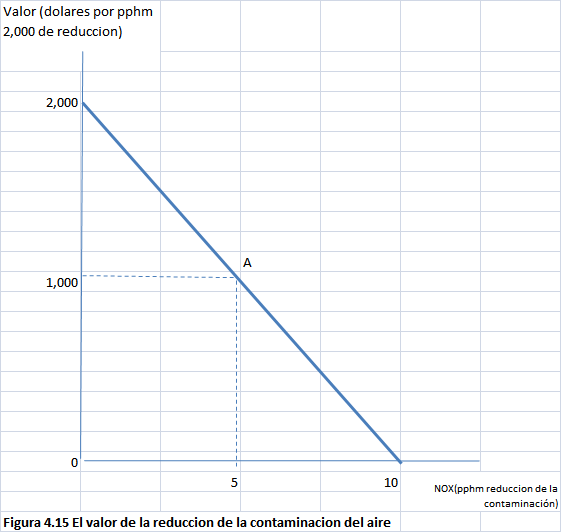 Valor (dolares por pphm
2,000 de reduccion)
2,000
A
1,000
0
5
10
NOX(pphm reduccion de la
contaminación)
Figura 4.15 El valor de la reduccion de la contaminacion del aire